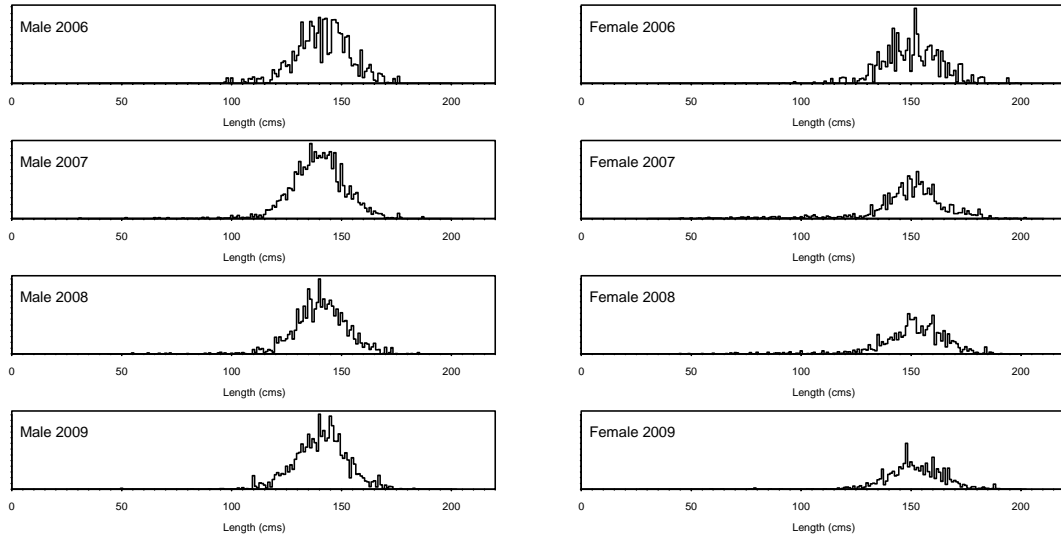 Male 2006
0 50 100 150 200
Length (cms)
Female 2006
0 50 100 150 200
Length (cms)
Male 2007
0 50 100 150 200
Length (cms)
Female 2007
0 50 100 150 200
Length (cms)
Male 2008
0 50 100 150 200
Length (cms)
Female 2008
0 50 100 150 200
Length (cms)
Male 2009
0 50 100 150 200
Length (cms)
Female 2009
0 50 100 150 200
Length (cms)